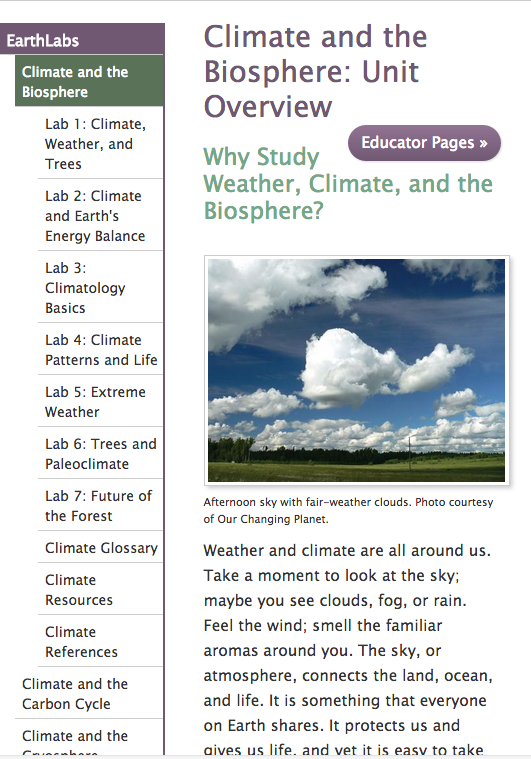 EarthLabs
Climate and the
Biosphere
Lab 1: Climate,
Weather, and
Trees
Lab 2: Climate
and Earth's
Energy Balance
Lab 3:
Climatology
Basics
Lab 4: Climate
Patterns and Life
Lab 5: Extreme
Weather
Lab 6: Trees and
Paleoclimate
Lab 7: Future of
the Forest
Climate Glossary
Climate
Resources
Climate
References
Climate and the
Carbon Cycle
Climate and the
Cryosphere
Climate and the
Biosphere: Unit
Overview
Educator Pages »
Why Study
Weather, Climate, and the
Biosphere?
Afternoon sky with fair-weather clouds. Photo courtesy
of Our Changing Planet.
Weather and climate are all around us.
Take a moment to look at the sky;
maybe you see clouds, fog, or rain.
Feel the wind; smell the familiar
aromas around you. The sky, or
atmosphere, connects the land, ocean,
and life. It is something that everyone
on Earth shares. It protects us and
gives us life, and yet it is easy to take